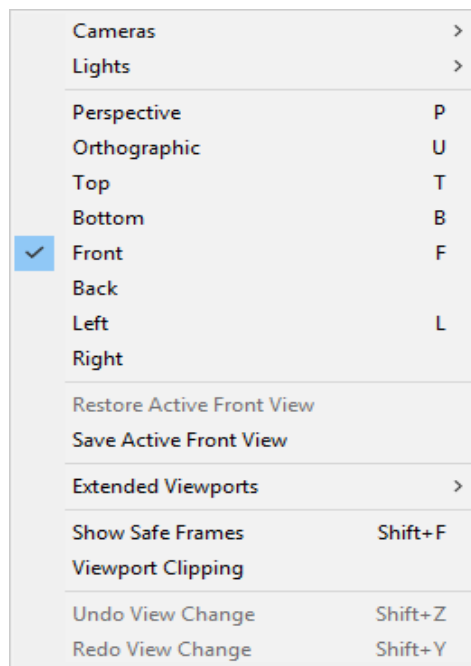 Cameras >
Lights >
Perspective P
Orthographic U
Top T
Bottom B
Front F
Back
Left L
Right
Restore Active Front View
Save Active Front View
Extended Viewports >
Show Safe Frames Shift+F
Viewport Clipping
Undo View Change Shift+Z
Redo View Change Shift+Y